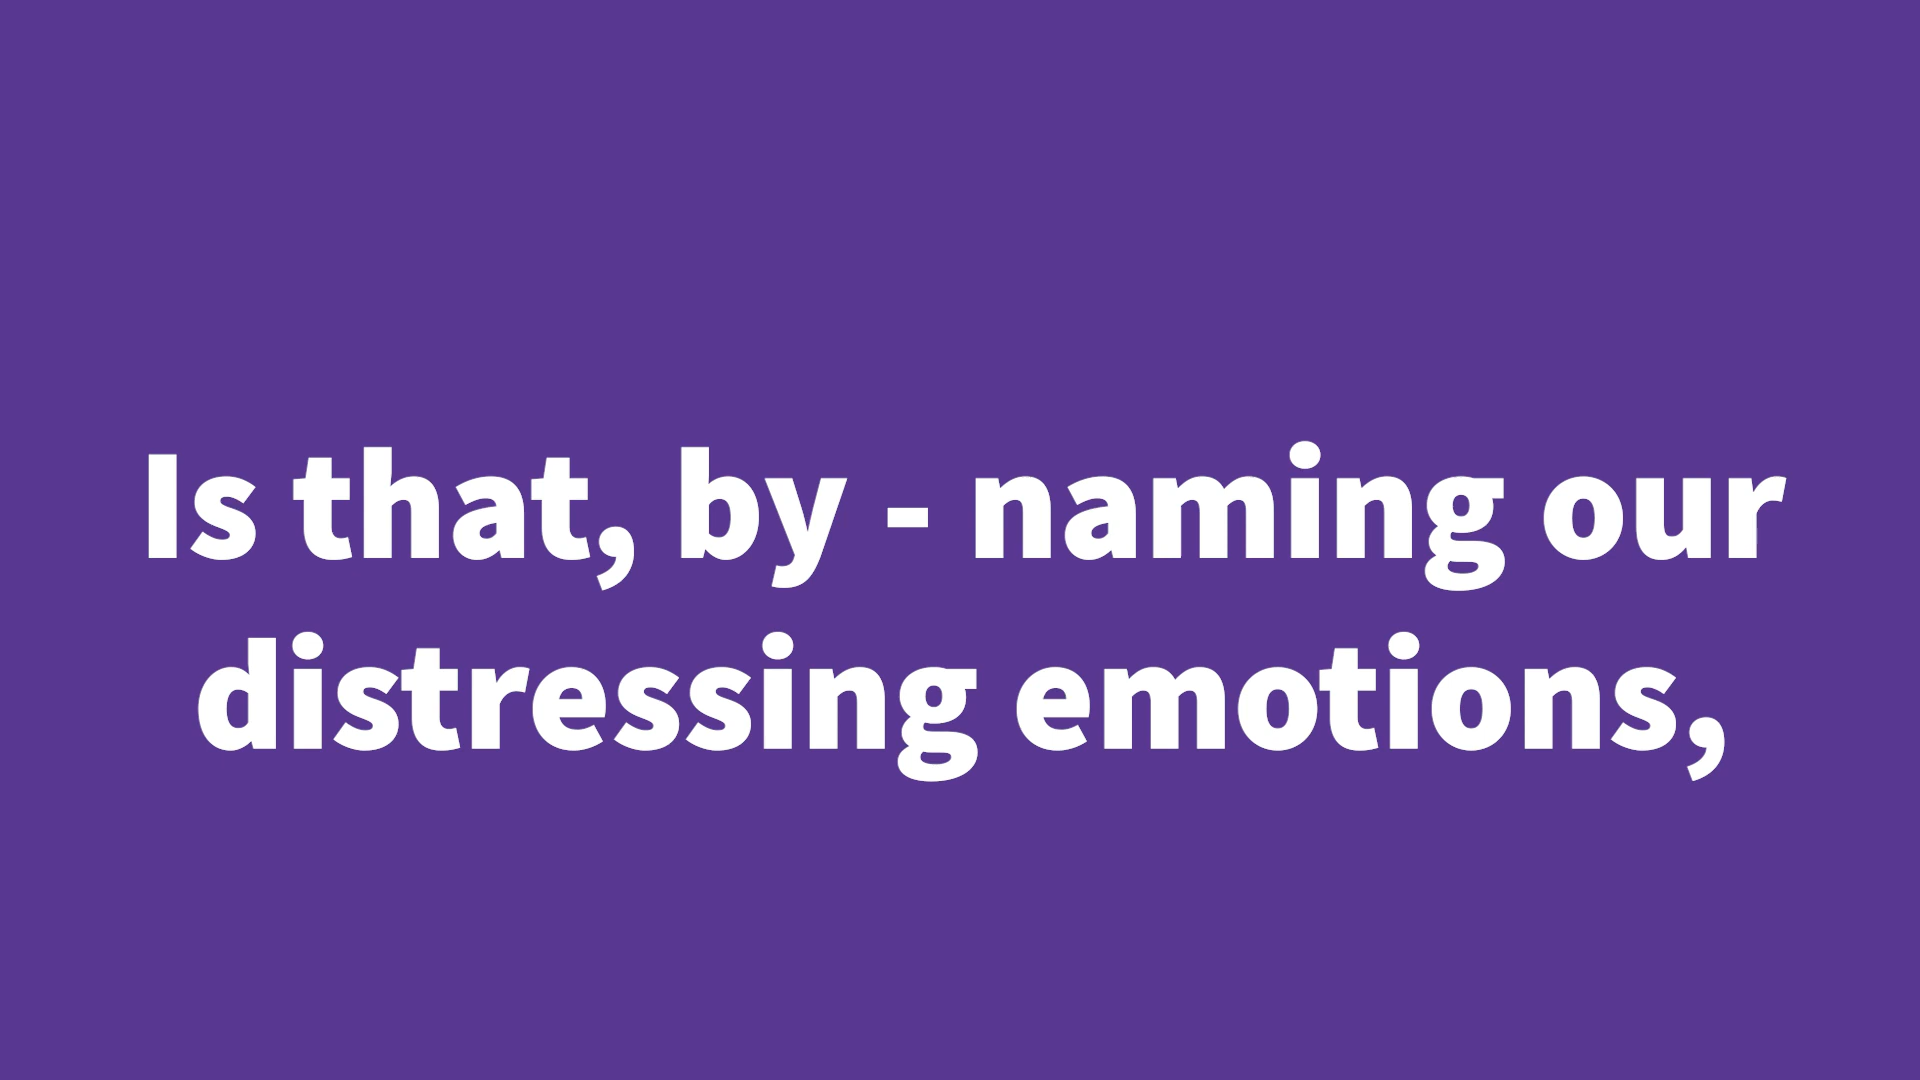 Is that, by - naming our
distressing emotions,